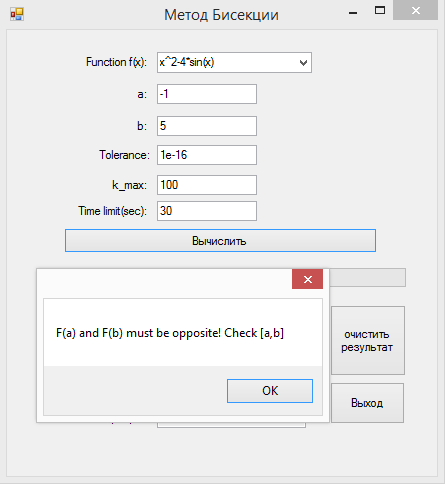 Метод Бисекции
Function f(x): x^2-4*sin(x)
a: -1
b: 5
Tolerance: 1e-16
k_max: 100
Time limit(sec): 30
Вычислить
F(a) and F(b) must be opposite! Check [a,b]
OK
очистить
результат
Выход